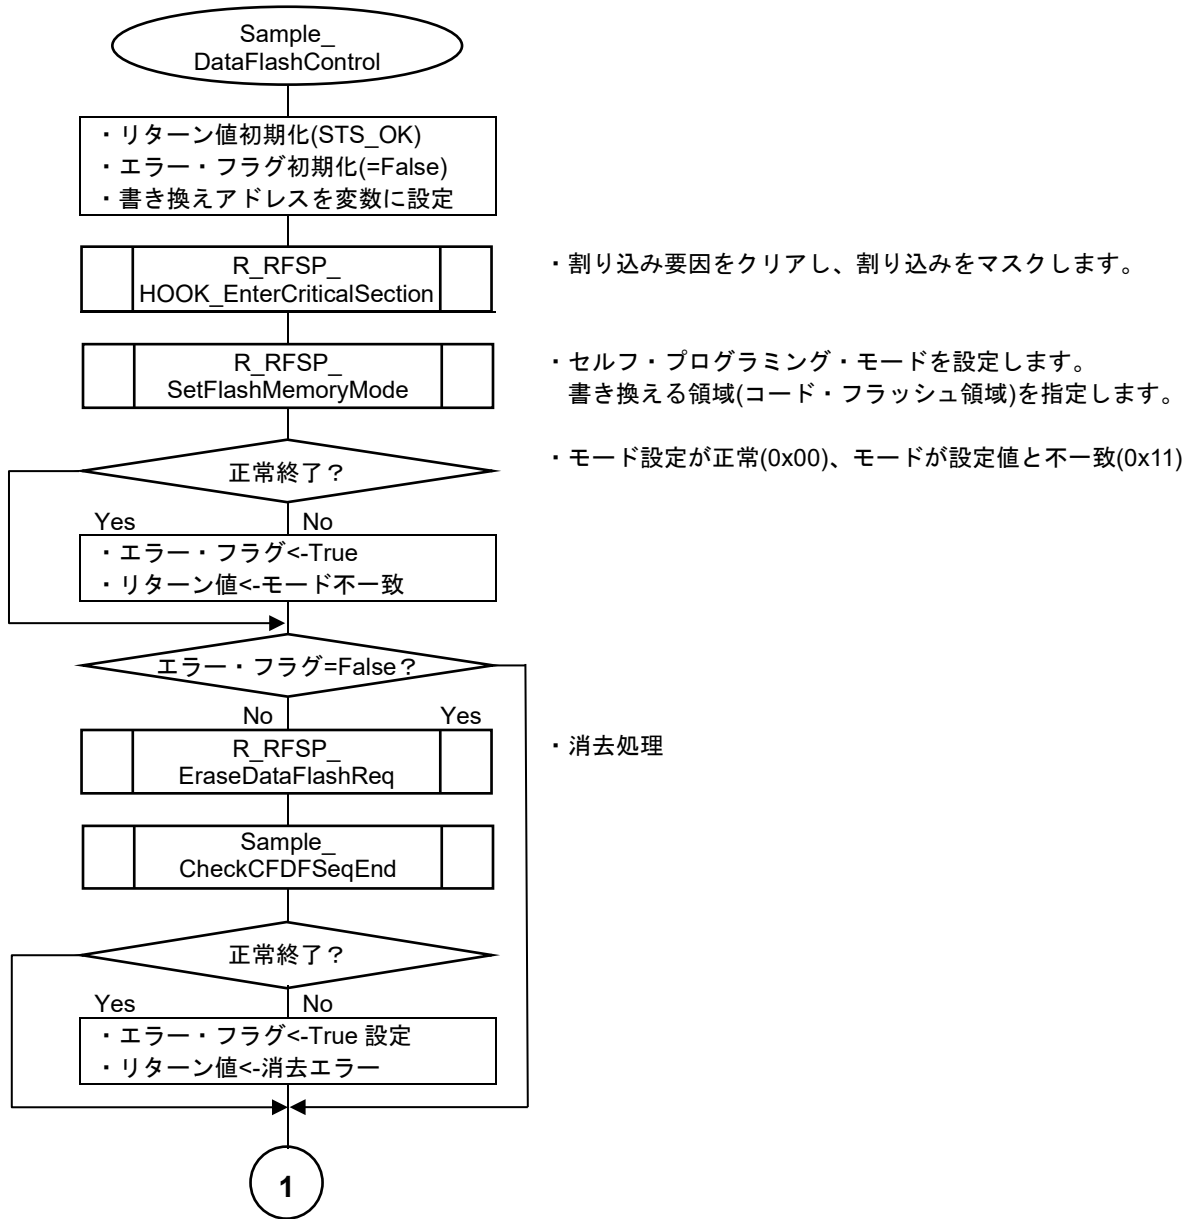 Sample_
DataFlashControl
・リターン値初期化(STS_OK)
・エラー・フラグ初期化(=False)
・書き換えアドレスを変数に設定
R_RFSP_
HOOK_EnterCriticalSection
・割り込み要因をクリアし、割り込みをマスクします。
R_RFSP_
SetFlashMemoryMode
・セルフ・プログラミング・モードを設定します。
書き換える領域(コード・フラッシュ領域)を指定します。
正常終了？
・モード設定が正常(0x00)、モードが設定値と不一致(0x11)
Yes No
・エラー・フラグ<-True
・リターン値<-モード不一致
エラー・フラグ=False？
No Yes
R_RFSP_
EraseDataFlashReq
・消去処理
Sample_
CheckCFDFSeqEnd
正常終了？
Yes No
・エラー・フラグ<-True 設定
・リターン値<-消去エラー
1